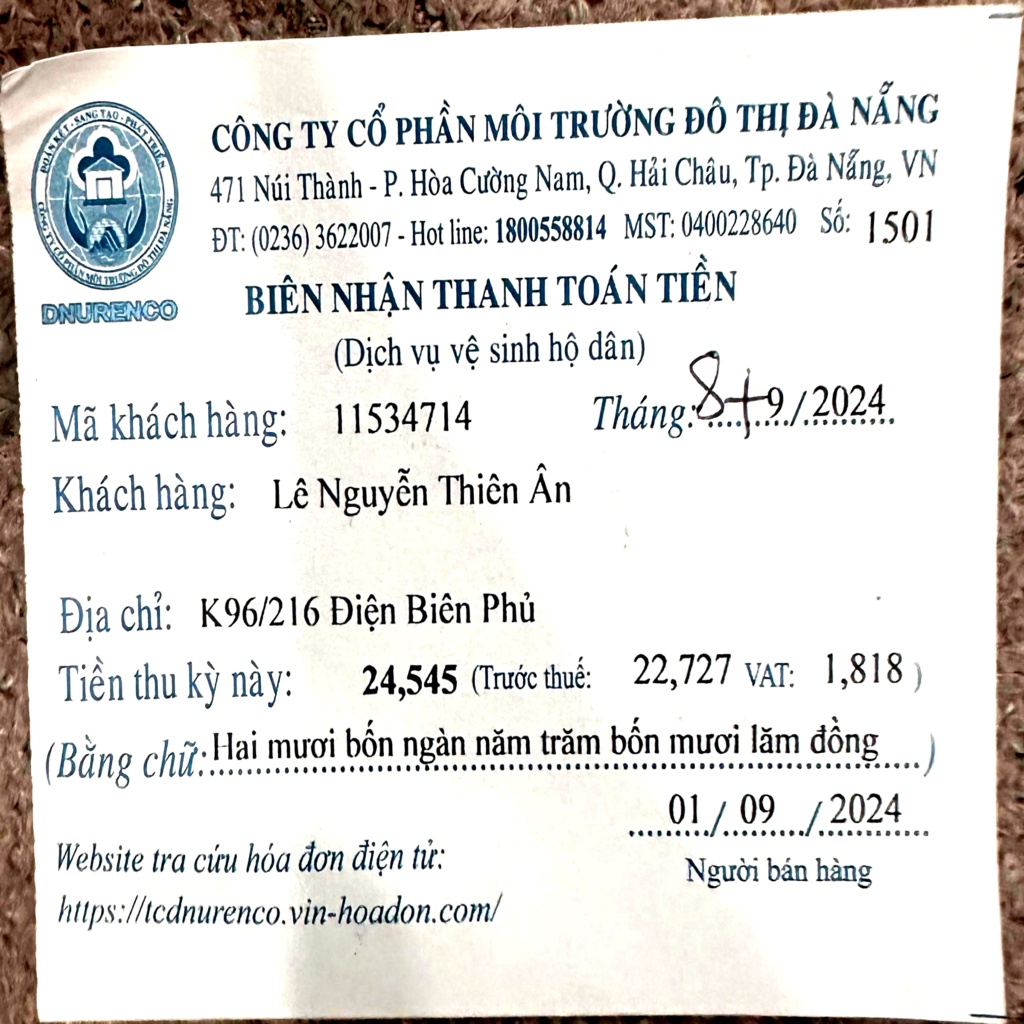 ĐOÀN KẾT - SÁNG TẠO - PHÁT TRIỂN
CÔNG TY CỔ PHẦN MÔI TRƯỜNG ĐÔ THỊ ĐÀ NẴNG
DNURENCO
CÔNG TY CỔ PHẦN MÔI TRƯỜNG ĐÔ THỊ ĐÀ NẴNG
471 Núi Thành - P. Hòa Cường Nam, Q. Hải Châu, Tp. Đà Nẵng, VN
ĐT: (0236) 3622007 - Hot line: 1800558814 MST: 0400228640 Số: 1501
BIÊN NHẬN THANH TOÁN TIỀN
(Dịch vụ vệ sinh hộ dân)
Mã khách hàng: 11534714 Tháng: 8+9/2024
Khách hàng: Lê Nguyễn Thiên Ân
Địa chỉ: K96/216 Điện Biên Phủ
Tiền thu kỳ này: 24,545 (Trước thuế: 22,727 VAT: 1,818 )
(Bằng chữ: Hai mươi bốn ngàn năm trăm bốn mươi lăm đồng )
01 / 09 / 2024
Người bán hàng
Website tra cứu hóa đơn điện tử:
https://tcdnurenco.vin-hoadon.com/